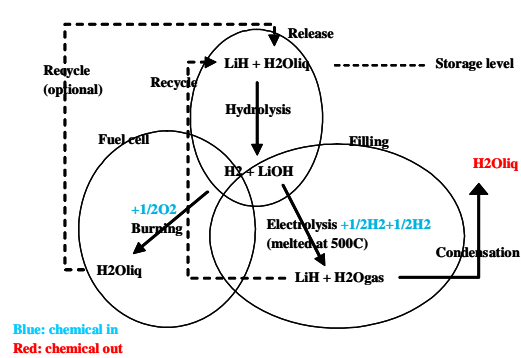 Release
LiH + H2Oliq
Storage level
Recycle
(optional)
Recycle
Hydrolysis
Fuel cell
Filling
H2Oliq
H2 + LiOH
+1/2O2
Burning
Electrolysis +1/2H2+1/2H2
(melted at 500C)
Condensation
H2Oliq
LiH + H2Ogas
Blue: chemical in
Red: chemical out